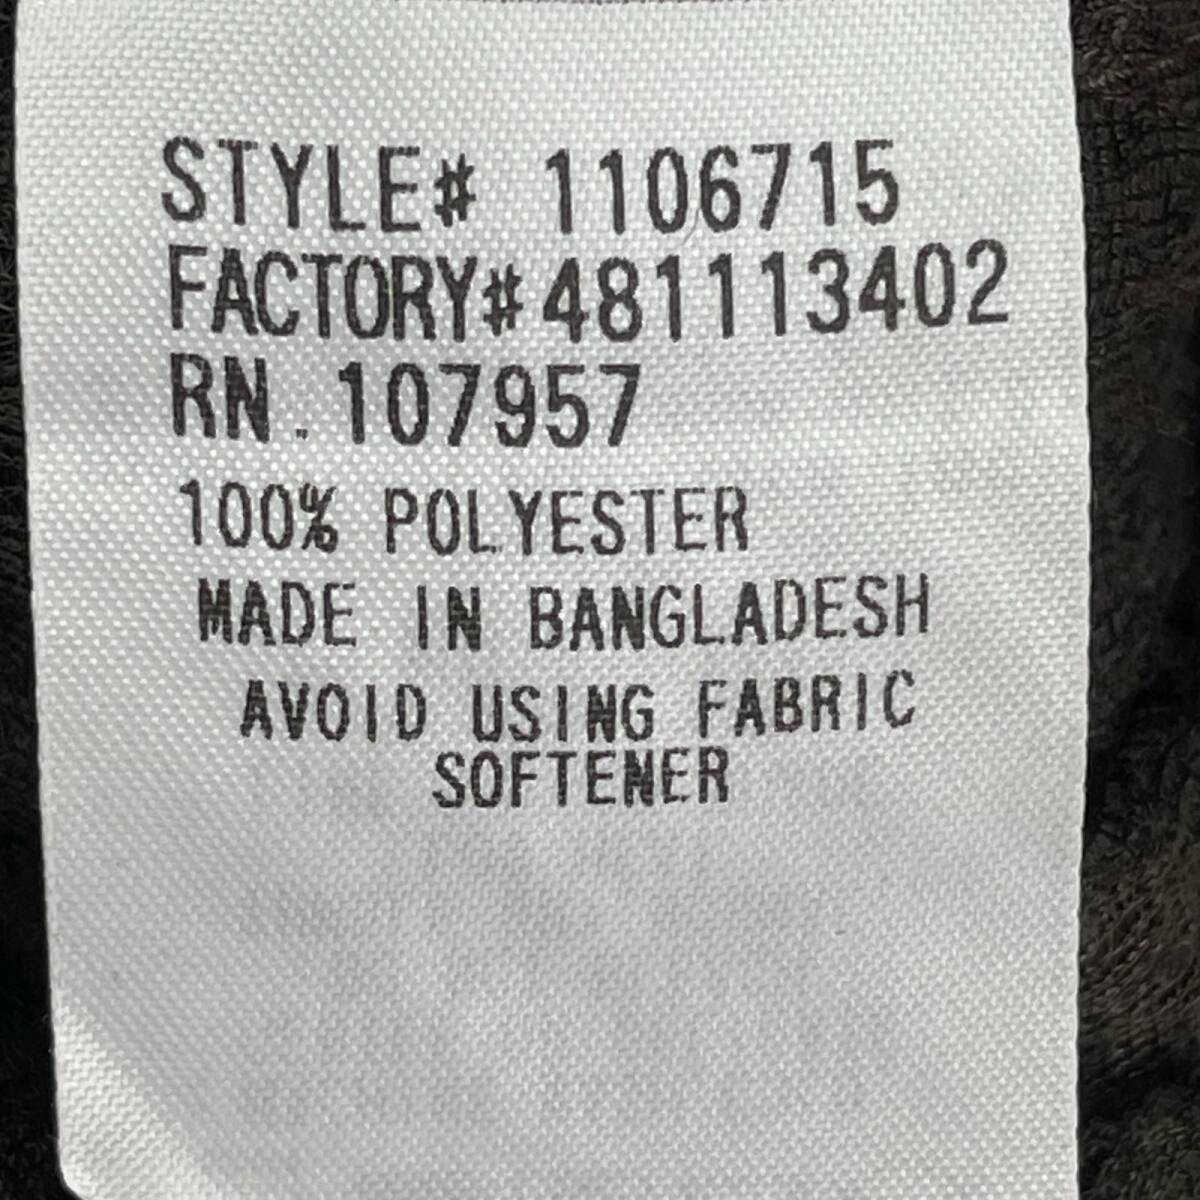 STYLE# 1106715
FACTORY#481113402
RN. 107957
100% POLYESTER
MADE IN BANGLADESH
AVOID USING FABRIC
SOFTENER